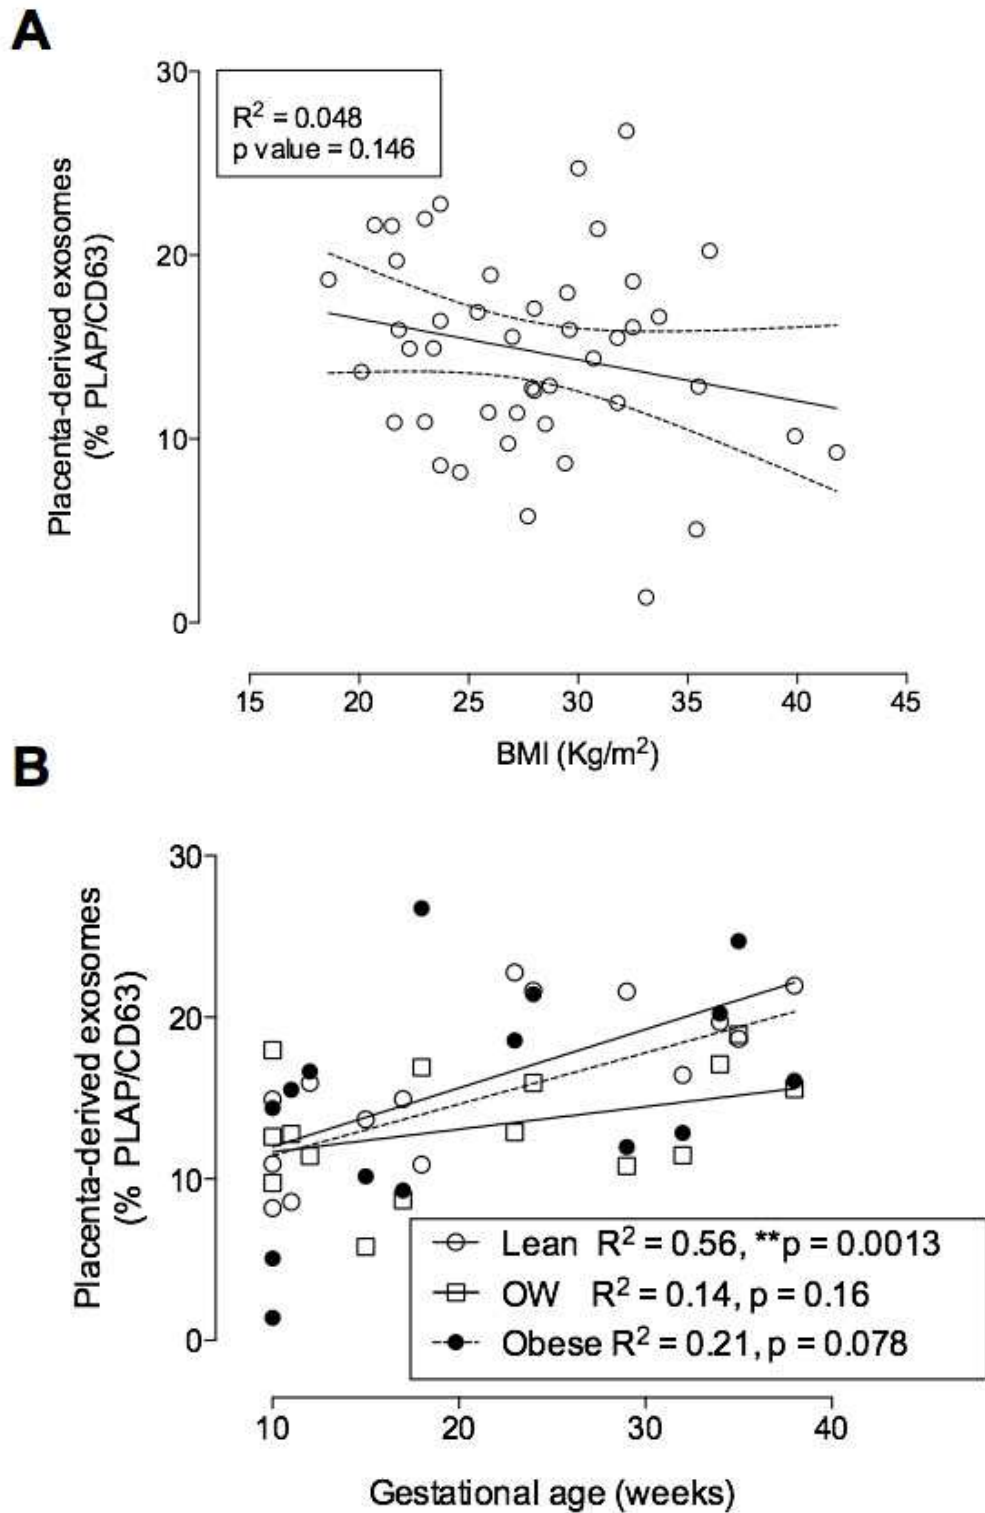 A
30
R² = 0.048
p value = 0.146
20
10
0
Placenta-derived exosomes
(% PLAP/CD63)
15 20 25 30 35 40 45
BMI (Kg/m²)
B
30
20
10
0
Placenta-derived exosomes
(% PLAP/CD63)
Lean R² = 0.56, **p = 0.0013
OW R² = 0.14, p = 0.16
Obese R² = 0.21, p = 0.078
10 20 30 40
Gestational age (weeks)